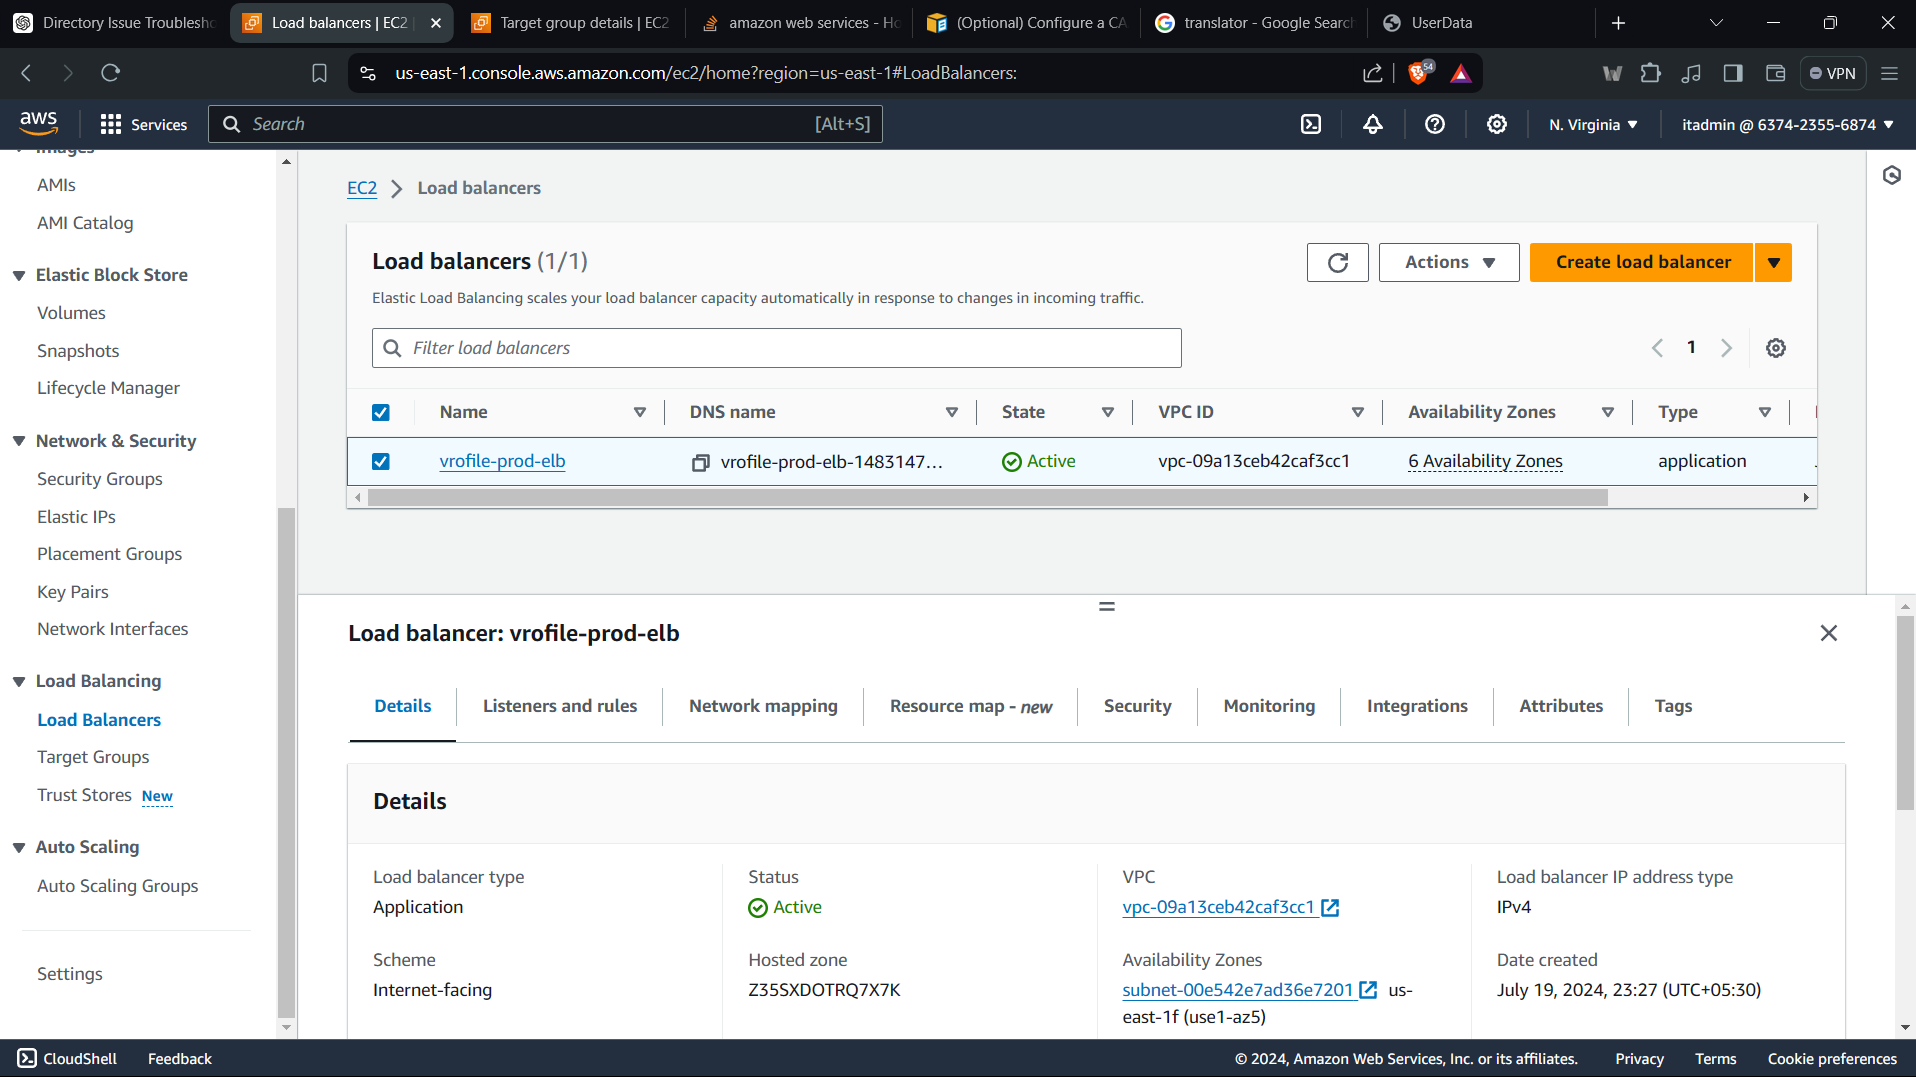 Directory Issue Troublesho
Load balancers | EC2
Target group details | EC2
amazon web services - Ho
(Optional) Configure a CA
translator - Google Search
UserData
us-east-1.console.aws.amazon.com/ec2/home?region=us-east-1#LoadBalancers:
54
W
VPN
aws
Services
Search
[Alt+S]
N. Virginia
itadmin @ 6374-2355-6874
Images
AMIs
AMI Catalog
Elastic Block Store
Volumes
Snapshots
Lifecycle Manager
Network & Security
Security Groups
Elastic IPs
Placement Groups
Key Pairs
Network Interfaces
Load Balancing
Load Balancers
Target Groups
Trust Stores New
Auto Scaling
Auto Scaling Groups
Settings
EC2 Load balancers
Load balancers (1/1)
Actions
Create load balancer
Elastic Load Balancing scales your load balancer capacity automatically in response to changes in incoming traffic.
Filter load balancers
1
Name DNS name State VPC ID Availability Zones Type
vrofile-prod-elb vrofile-prod-elb-1483147... Active vpc-09a13ceb42caf3cc1 6 Availability Zones application
Load balancer: vrofile-prod-elb
Details Listeners and rules Network mapping Resource map - new Security Monitoring Integrations Attributes Tags
Details
Load balancer type
Application
Status
Active
VPC
vpc-09a13ceb42caf3cc1
Load balancer IP address type
IPv4
Scheme
Internet-facing
Hosted zone
Z35SXDOTRQ7X7K
Availability Zones
subnet-00e542e7ad36e7201 us-
east-1f (use1-az5)
Date created
July 19, 2024, 23:27 (UTC+05:30)
CloudShell
Feedback
© 2024, Amazon Web Services, Inc. or its affiliates.
Privacy
Terms
Cookie preferences